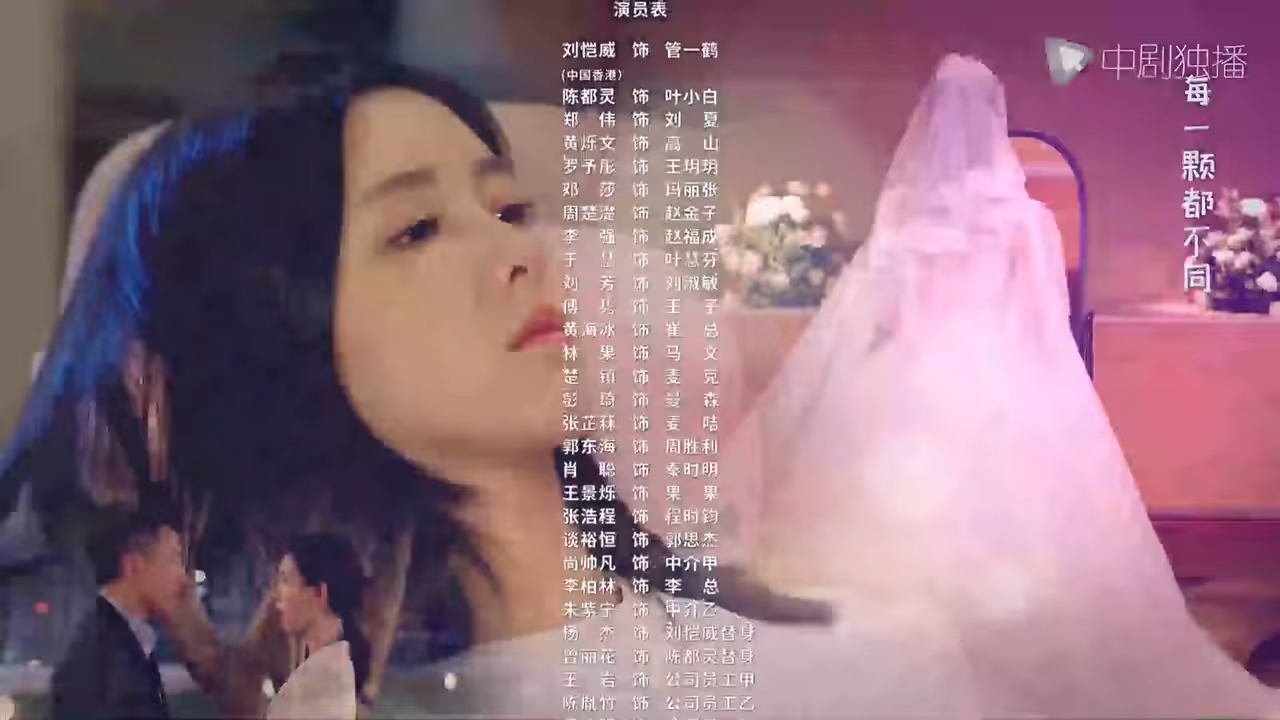 演员表
刘恺威 饰 管一鹤
(中国香港)
陈都灵 饰 叶小白
郑 伟 饰 刘 夏
黄烁文 饰 高 山
罗予彤 饰 王玥玥
邓 莎 饰 玛丽张
周楚濋 饰 赵金子
李 强 饰 赵福成
于 饰 叶慧芬
刘 芳 饰 刘淑敏
傅 饰 王 子
黄海冰 饰 崔 总
林 果 饰 马 文
楚 镇 饰 麦 克
彭 琦 饰 曼 森
张芷菻 饰 麦 咭
郭东海 饰 周胜利
肖 聪 饰 秦时明
王景烁 饰 果 果
张浩程 饰 程时钧
谈裕恒 饰 郭思杰
尚帅凡 饰 中介甲
李柏林 饰 李 总
朱紫宁 饰 中介乙
杨 杰 饰 刘恺威替身
曾丽花 饰 陈都灵替身
王 岩 饰 公司员工甲
陈胤竹 饰 公司员工乙
中剧独播
每一颗都不同